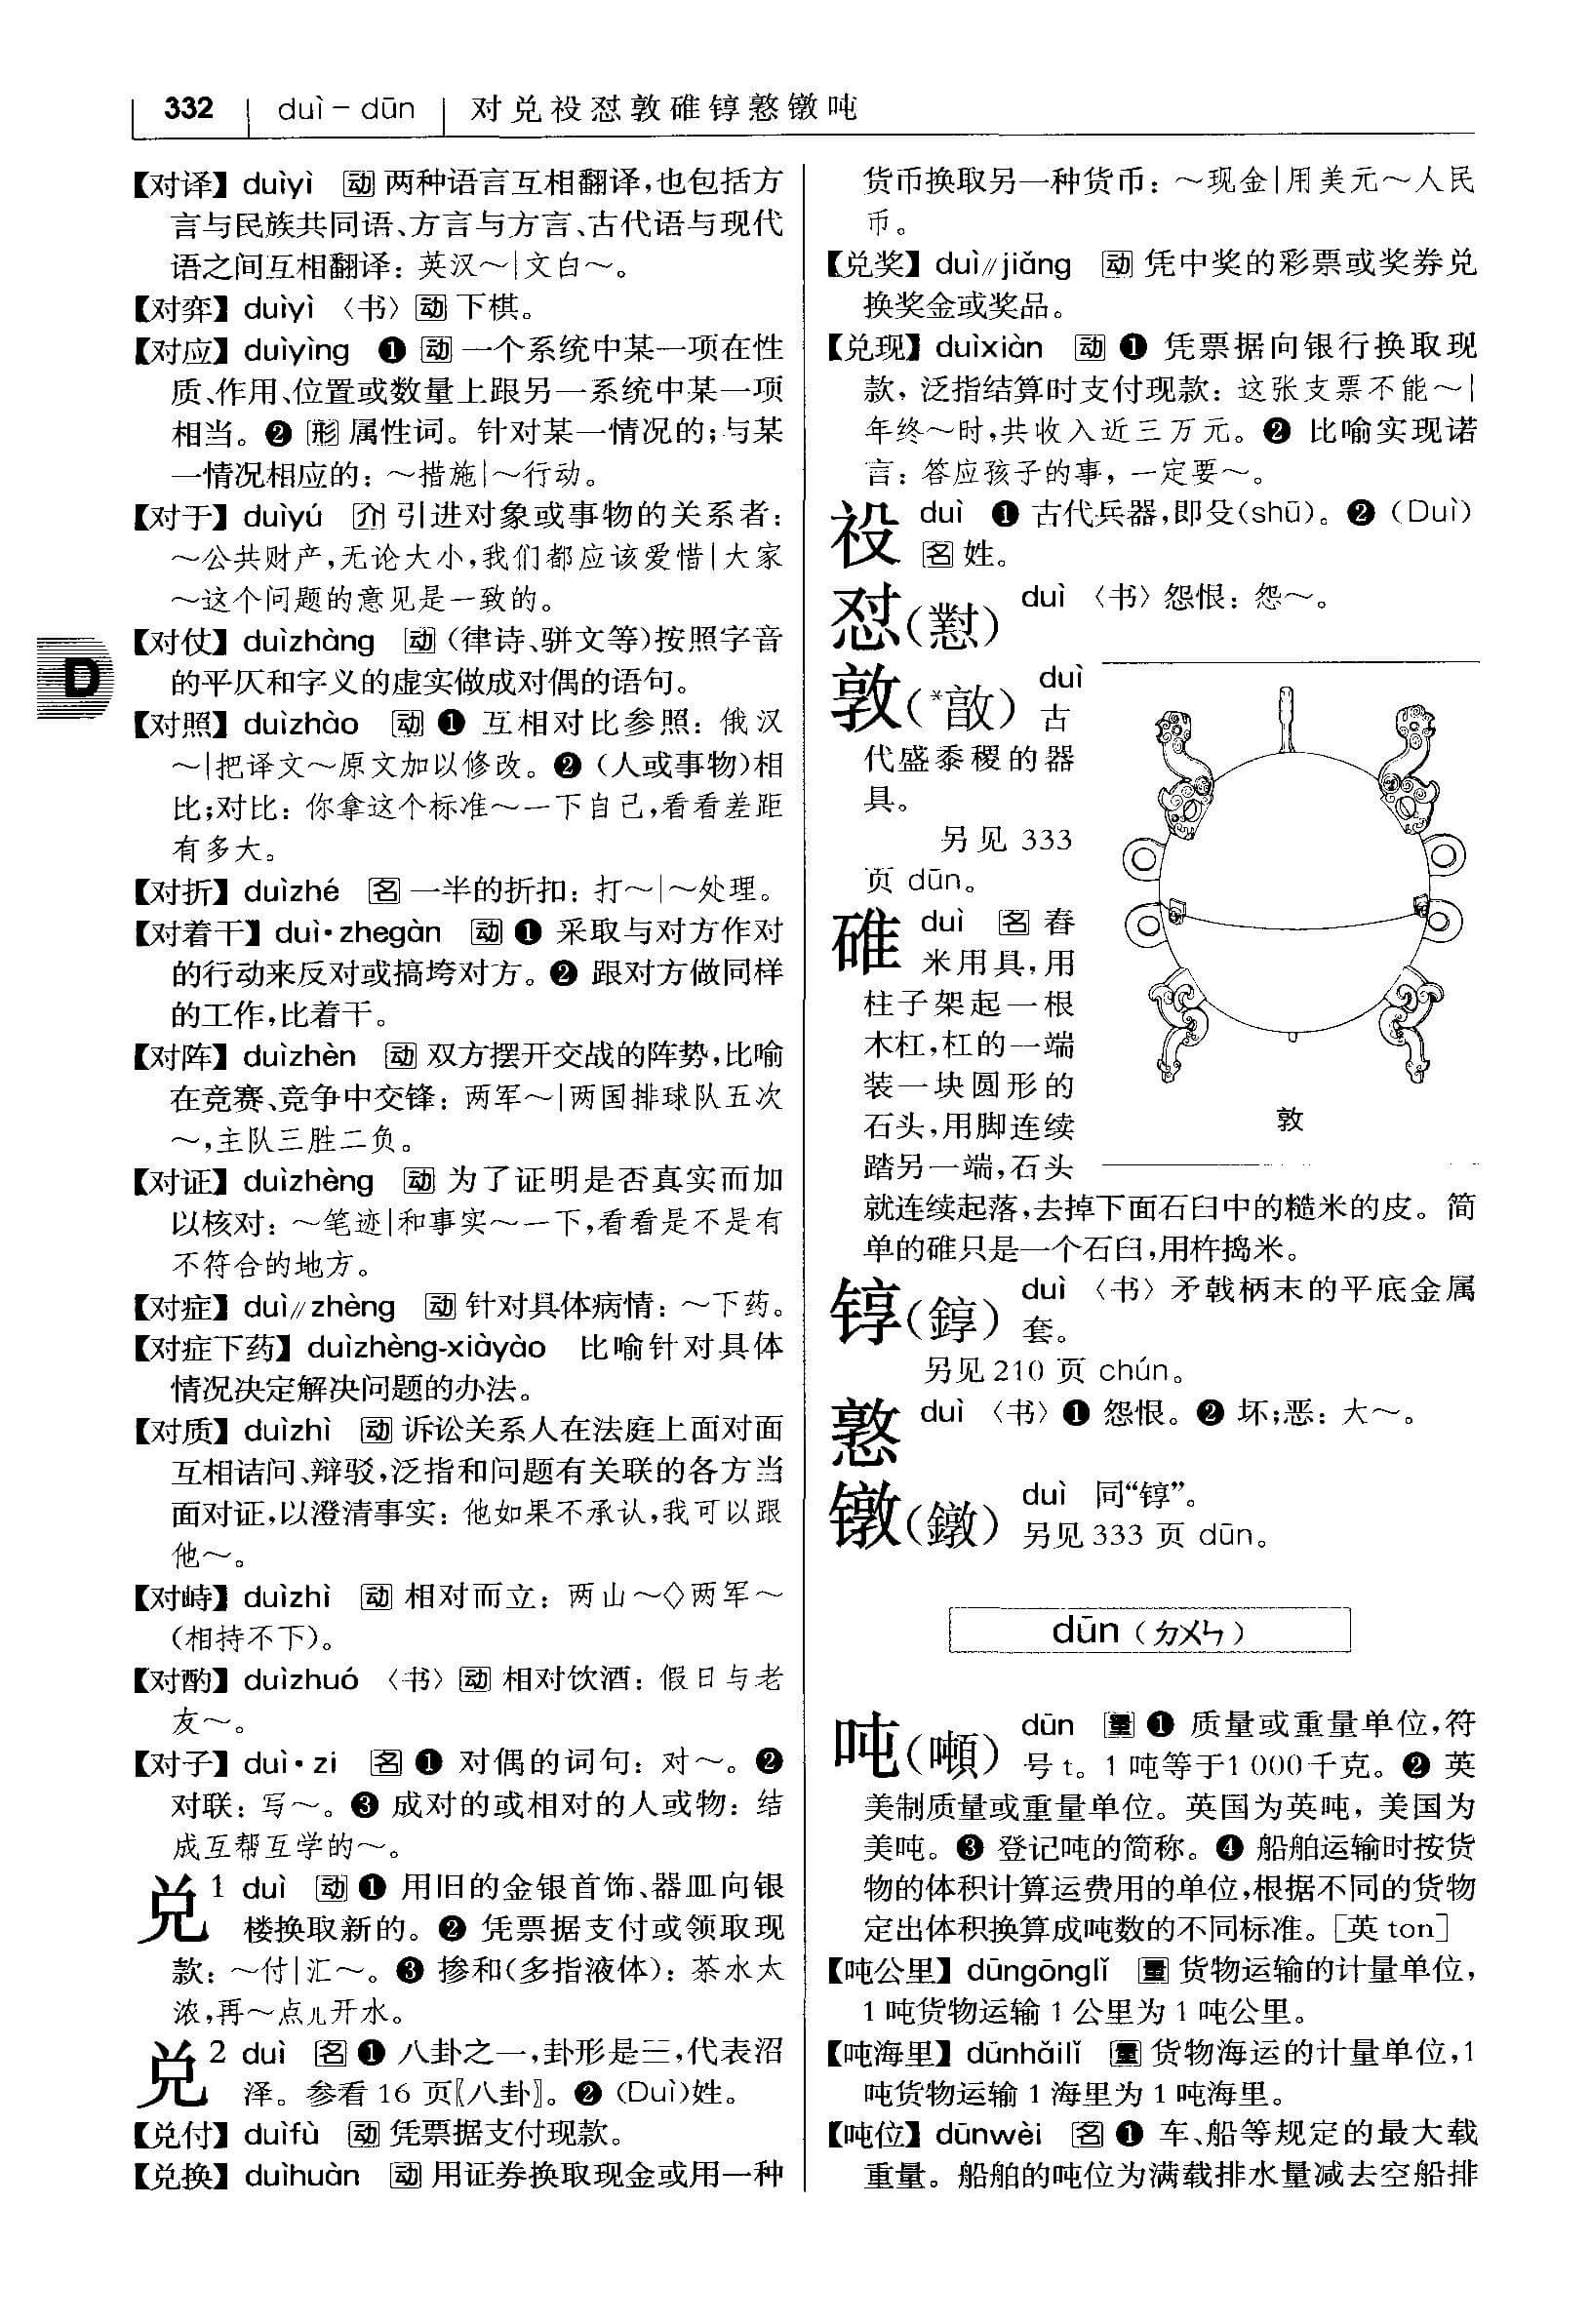 332 duì－dūn 对兑祋怼敦碓锝憝镦吨
【对译】 duìyì 动 两种语言互相翻译，也包括方
言与民族共同语、方言与方言、古代语与现代
语之间互相翻译：英汉～|文白～。
【对弈】 duìyì 〈书〉动 下棋。
【对应】 duìyìng ❶ 动 一个系统中某一项在性
质、作用、位置或数量上跟另一系统中某一项
相当。❷ 形 属性词。针对某一情况的；与某
一情况相应的：～措施|～行动。
【对于】 duìyú 介 引进对象或事物的关系者：
～公共财产，无论大小，我们都应该爱惜|大家
～这个问题的意见是一致的。
【对仗】 duìzhàng 动（律诗、骈文等）按照字音
的平仄和字义的虚实做成对偶的语句。
D
【对照】 duìzhào 动 ❶ 互相对比参照：俄汉
～|把译文～原文加以修改。❷（人或事物）相
比；对比：你拿这个标准～一下自己，看看差距
有多大。
【对折】 duìzhé 名 一半的折扣：打～|～处理。
【对着干】 duì·zhegàn 动 ❶ 采取与对方作对
的行动来反对或搞垮对方。❷ 跟对方做同样
的工作，比着干。
【对阵】 duìzhèn 动 双方摆开交战的阵势，比喻
在竞赛、竞争中交锋：两军～|两国排球队五次
～，主队三胜二负。
【对证】 duìzhèng 动 为了证明是否真实而加
以核对：～笔迹|和事实～一下，看看是不是有
不符合的地方。
【对症】 duì∥zhèng 动 针对具体病情：～下药。
【对症下药】 duìzhèng-xiàyào 比喻针对具体
情况决定解决问题的办法。
【对质】 duìzhì 动 诉讼关系人在法庭上面对面
互相诘问、辩驳，泛指和问题有关联的各方当
面对证，以澄清事实：他如果不承认，我可以跟
他～。
【对峙】 duìzhì 动 相对而立：两山～◇两军～
（相持不下）。
【对酌】 duìzhuó 〈书〉动 相对饮酒：假日与老
友～。
【对子】 duì·zi 名 ❶ 对偶的词句：对～。❷
对联：写～。❸ 成对的或相对的人或物：结
成互帮互学的～。
兑1 duì 动 ❶ 用旧的金银首饰、器皿向银
楼换取新的。❷ 凭票据支付或领取现
款：～付|汇～。❸ 掺和（多指液体）：茶水太
浓，再～点儿开水。
兑2 duì 名 ❶ 八卦之一，卦形是☱，代表沼
泽。参看 16 页〖八卦〗。❷ (Duì)姓。
【兑付】 duìfù 动 凭票据支付现款。
【兑换】 duìhuàn 动 用证券换取现金或用一种
货币换取另一种货币：～现金|用美元～人民
币。
【兑奖】 duì∥jiǎng 动 凭中奖的彩票或奖券兑
换奖金或奖品。
【兑现】 duìxiàn 动 ❶ 凭票据向银行换取现
款，泛指结算时支付现款：这张支票不能～|
年终～时，共收入近三万元。❷ 比喻实现诺
言：答应孩子的事，一定要～。
祋 duì ❶ 古代兵器，即殳(shū)。❷ (Duì)
名 姓。
怼(懟) duì 〈书〉怨恨：怨～。
敦(*敳) duì 古
代盛黍稷的器
具。
另见 333
页 dūn。
碓 duì 名 舂
米用具，用
柱子架起一根
木杠，杠的一端
装一块圆形的
石头，用脚连续
踏另一端，石头
敦
就连续起落，去掉下面石臼中的糙米的皮。简
单的碓只是一个石臼，用杵捣米。
锝(錞) duì 〈书〉矛戟柄末的平底金属
套。
另见 210 页 chún。
憝 duì 〈书〉❶ 怨恨。❷ 坏；恶：大～。
镦(鐓) duì 同“錞”。
另见 333 页 dūn。
dūn（ㄉㄨㄣ）
吨(噸) dūn 量 ❶ 质量或重量单位，符
号 t。1 吨等于1 000千克。❷ 英
美制质量或重量单位。英国为英吨，美国为
美吨。❸ 登记吨的简称。❹ 船舶运输时按货
物的体积计算运费用的单位，根据不同的货物
定出体积换算成吨数的不同标准。［英 ton］
【吨公里】 dūngōnglǐ 量 货物运输的计量单位，
1 吨货物运输 1 公里为 1 吨公里。
【吨海里】 dūnhǎilǐ 量 货物海运的计量单位，1
吨货物运输 1 海里为 1 吨海里。
【吨位】 dūnwèi 名 ❶ 车、船等规定的最大载
重量。船舶的吨位为满载排水量减去空船排